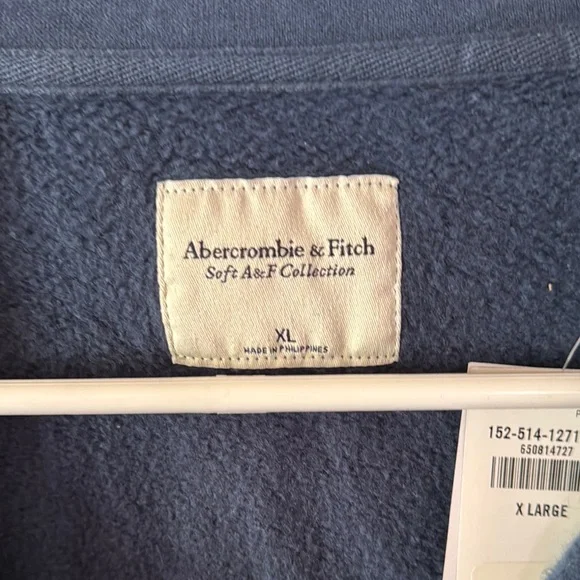 Abercrombie & Fitch
Soft A&F Collection
XL
MADE IN PHILIPPINES
152-514-1271
650814727
X LARGE